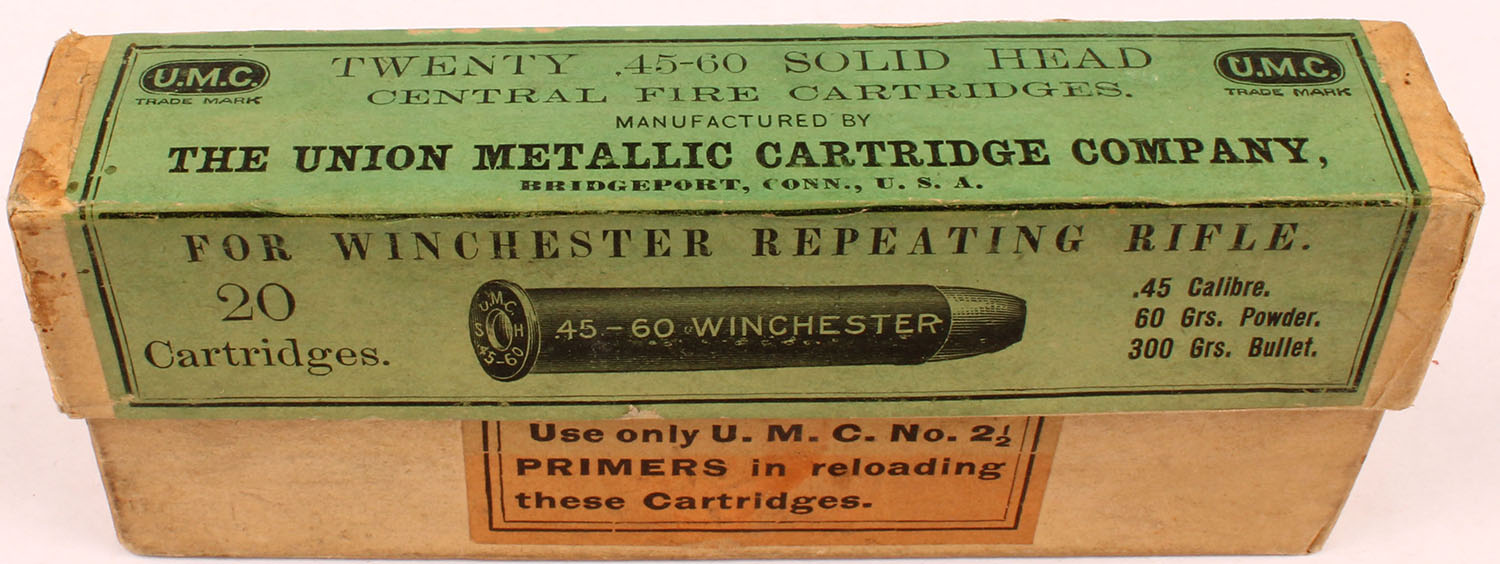 U.M.C.
TRADE MARK
TWENTY .45-60 SOLID HEAD
CENTRAL FIRE CARTRIDGES.
U.M.C.
TRADE MARK
MANUFACTURED BY
THE UNION METALLIC CARTRIDGE COMPANY,
BRIDGEPORT, CONN., U. S. A.
FOR WINCHESTER REPEATING RIFLE.
20
Cartridges.
U.M.C
S H
.45-60
.45-60 WINCHESTER
.45 Calibre.
60 Grs. Powder.
300 Grs. Bullet.
Use only U. M. C. No. 2½
PRIMERS in reloading
these Cartridges.